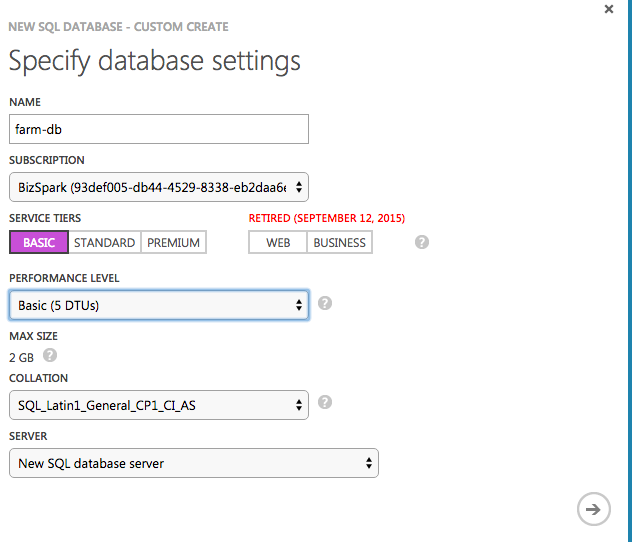 NEW SQL DATABASE - CUSTOM CREATE
Specify database settings
NAME
farm-db
SUBSCRIPTION
BizSpark (93def005-db44-4529-8338-eb2daa6e
SERVICE TIERS
RETIRED (SEPTEMBER 12, 2015)
BASIC STANDARD PREMIUM WEB BUSINESS ?
PERFORMANCE LEVEL
Basic (5 DTUs) ?
MAX SIZE
2 GB ?
COLLATION
SQL_Latin1_General_CP1_CI_AS ?
SERVER
New SQL database server